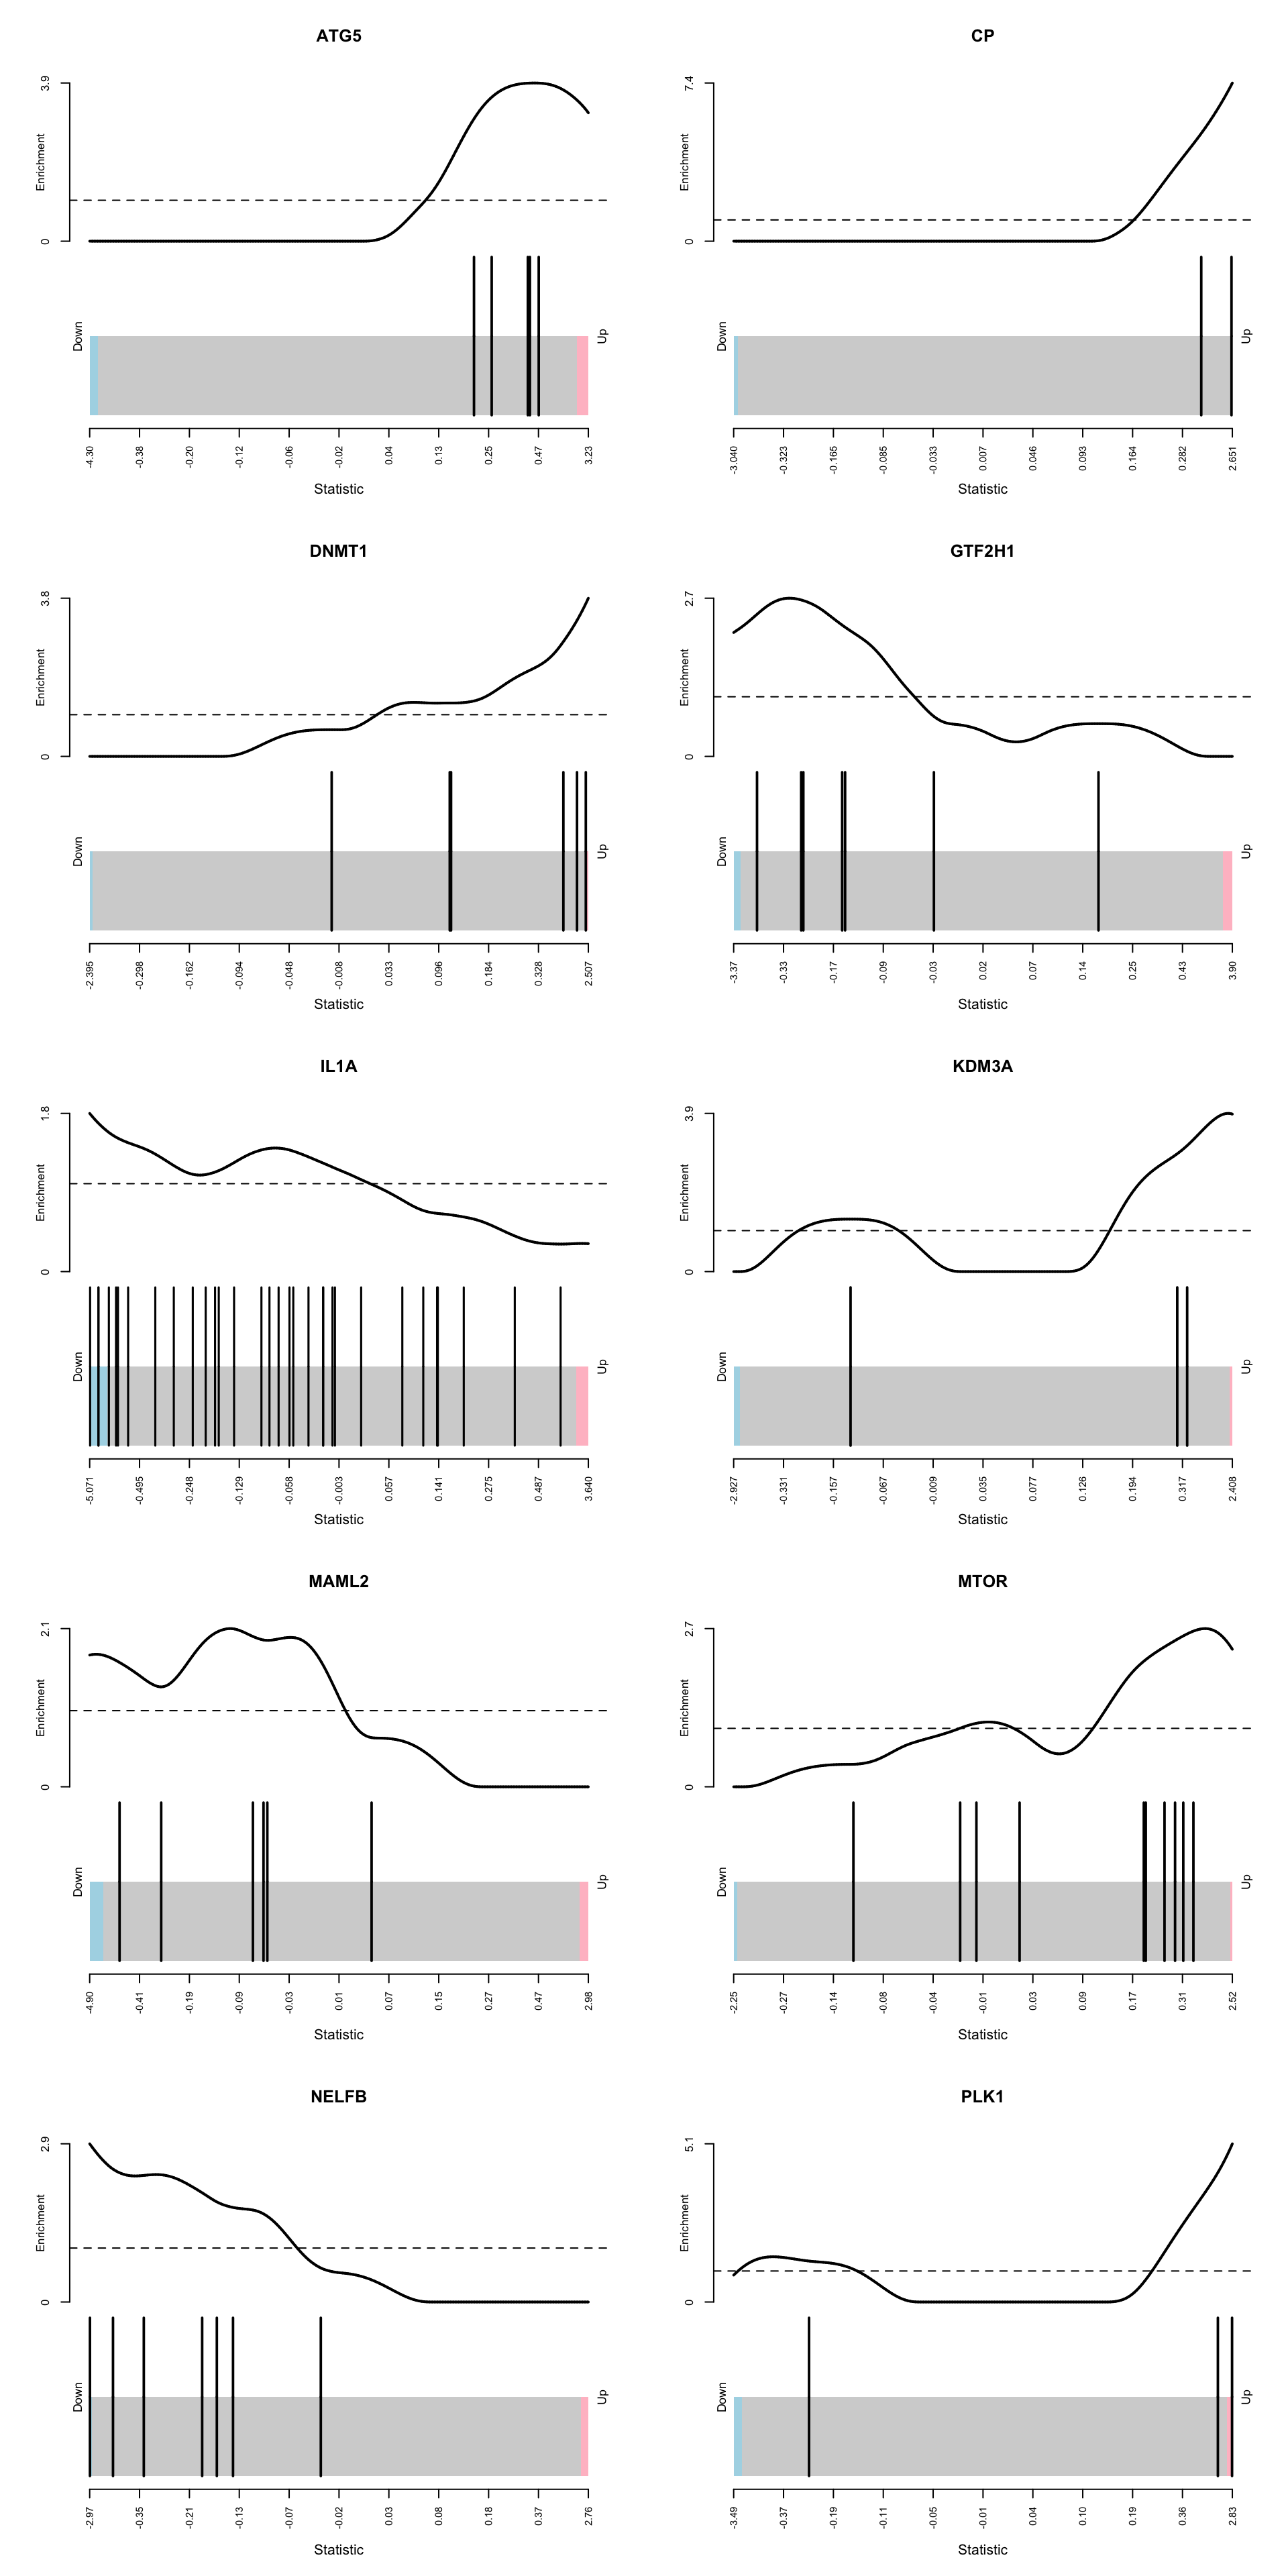 ATG5
3.9
Enrichment
0
Down
Up
-4.30 -0.38 -0.20 -0.12 -0.06 -0.02 0.04 0.13 0.25 0.47 3.23
Statistic
CP
7.4
Enrichment
0
Down
Up
-3.040 -0.323 -0.165 -0.085 -0.033 0.007 0.046 0.093 0.164 0.282 2.651
Statistic
DNMT1
3.8
Enrichment
0
Down
Up
-2.395 -0.298 -0.162 -0.094 -0.048 -0.008 0.033 0.096 0.184 0.328 2.507
Statistic
GTF2H1
2.7
Enrichment
0
Down
Up
-3.37 -0.33 -0.17 -0.09 -0.03 0.02 0.07 0.14 0.25 0.43 3.90
Statistic
IL1A
1.8
Enrichment
0
Down
Up
-5.071 -0.495 -0.248 -0.129 -0.058 -0.003 0.057 0.141 0.275 0.487 3.640
Statistic
KDM3A
3.9
Enrichment
0
Down
Up
-2.927 -0.331 -0.157 -0.067 -0.009 0.035 0.077 0.126 0.194 0.317 2.408
Statistic
MAML2
2.1
Enrichment
0
Down
Up
-4.90 -0.41 -0.19 -0.09 -0.03 0.01 0.07 0.15 0.27 0.47 2.98
Statistic
MTOR
2.7
Enrichment
0
Down
Up
-2.25 -0.27 -0.14 -0.08 -0.04 -0.01 0.03 0.09 0.17 0.31 2.52
Statistic
NELFB
2.9
Enrichment
0
Down
Up
-2.97 -0.35 -0.21 -0.13 -0.07 -0.02 0.03 0.08 0.18 0.37 2.76
Statistic
PLK1
5.1
Enrichment
0
Down
Up
-3.49 -0.37 -0.19 -0.11 -0.05 -0.01 0.04 0.10 0.19 0.36 2.83
Statistic